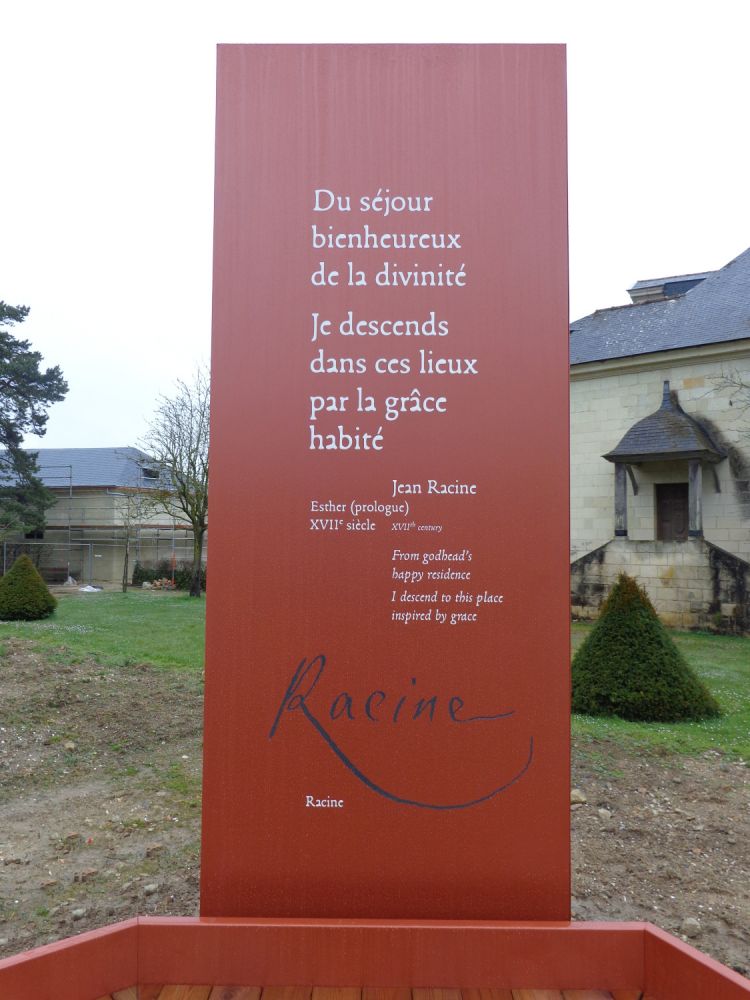 Du séjour
bienheureux
de la divinité
Je descends
dans ces lieux
par la grâce
habité
Jean Racine
Esther (prologue)
XVIIe siècle
XVIIth century
From godhead's
happy residence
I descend to this place
inspired by grace
Racine
Racine